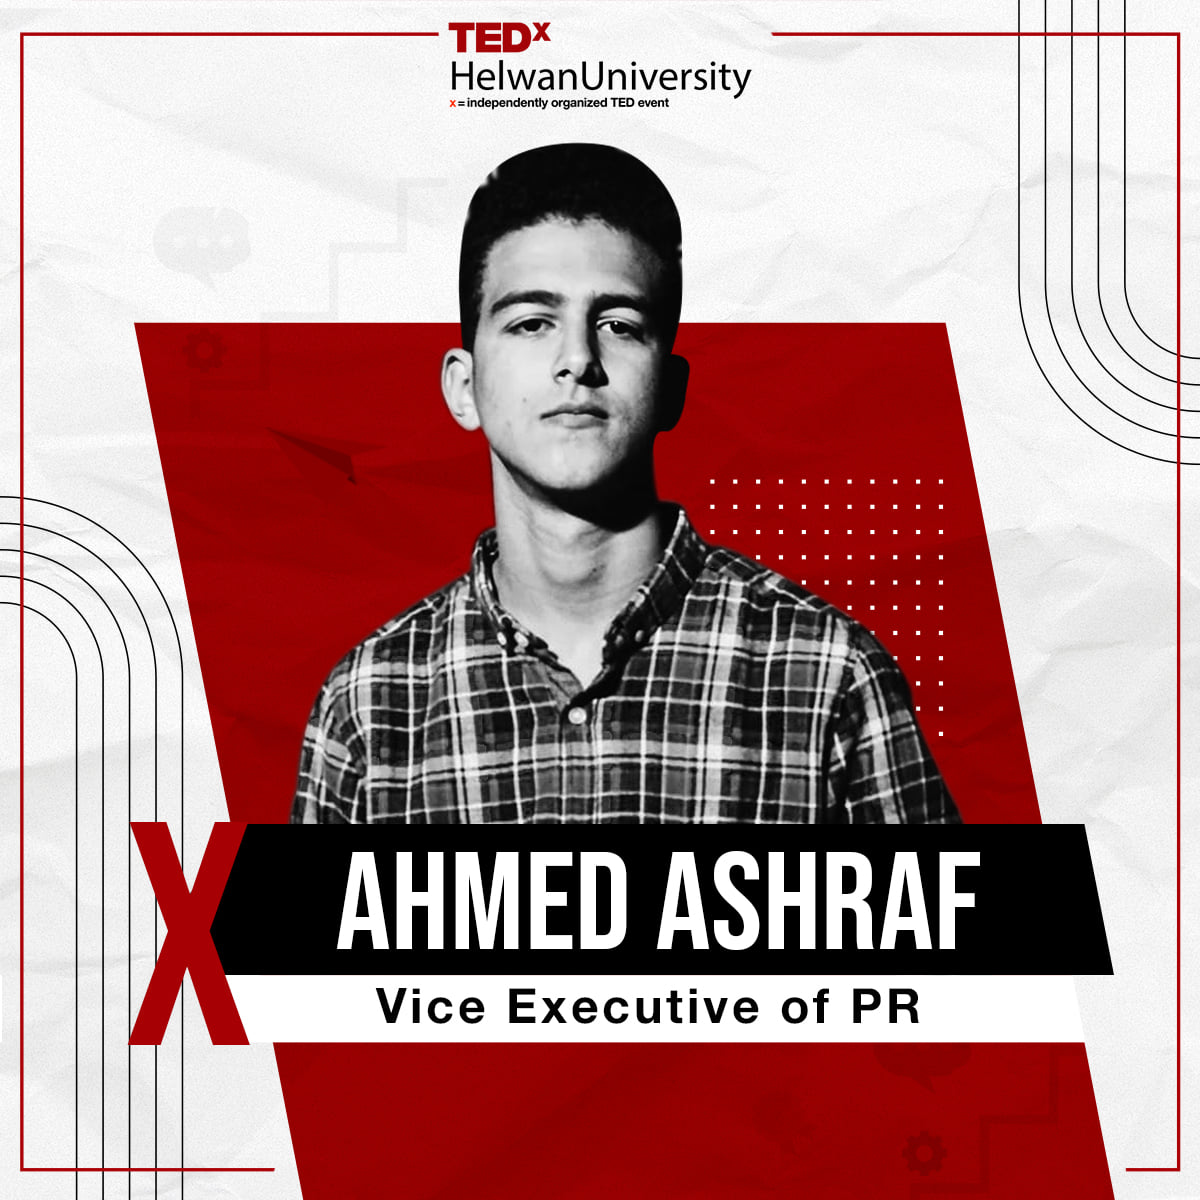 TEDx
HelwanUniversity
x = independently organized TED event
X
AHMED ASHRAF
Vice Executive of PR